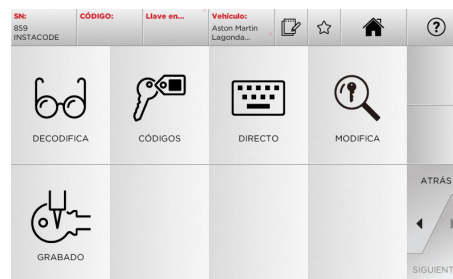 SN:
859
INSTACODE
CÓDIGO:
Llave en...
Vehículo:
Aston Martin
Lagonda...
DECODIFICA
CÓDIGOS
DIRECTO
MODIFICA
GRABADO
ATRÁS
SIGUIENT